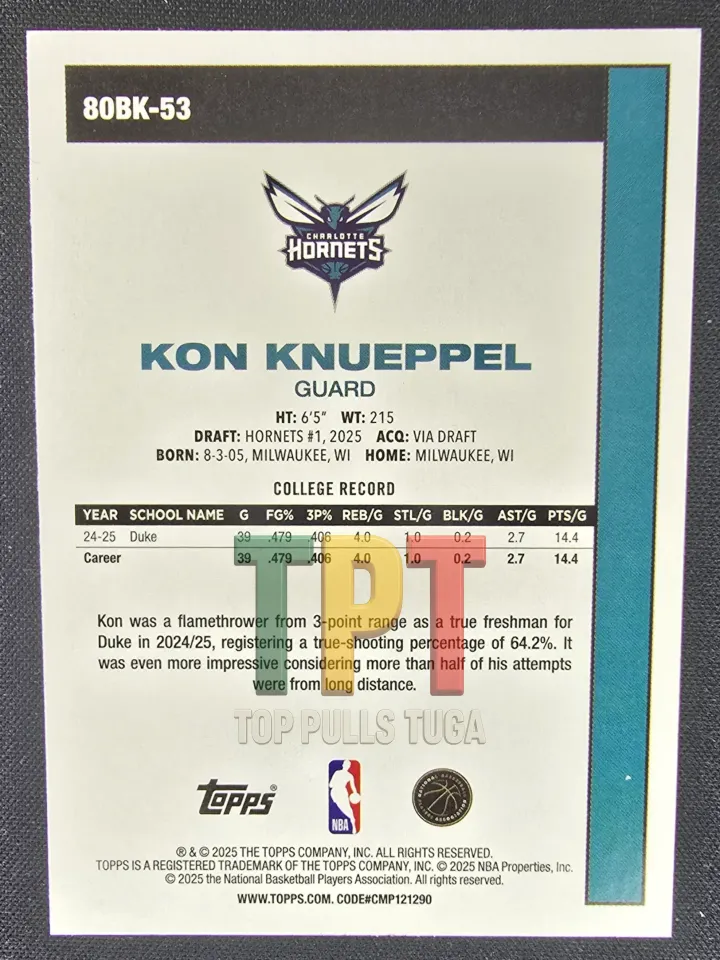 80BK-53
CHARLOTTE
HORNETS
KON KNUEPPEL
GUARD
HT: 6'5" WT: 215
DRAFT: HORNETS #1, 2025 ACQ: VIA DRAFT
BORN: 8-3-05, MILWAUKEE, WI HOME: MILWAUKEE, WI
COLLEGE RECORD
YEAR SCHOOL NAME G FG% 3P% REB/G STL/G BLK/G AST/G PTS/G
24-25 Duke 39 .479 .406 4.0 1.0 0.2 2.7 14.4
Career 39 .479 .406 4.0 1.0 0.2 2.7 14.4
TPT
Kon was a flamethrower from 3-point range as a true freshman for
Duke in 2024/25, registering a true-shooting percentage of 64.2%. It
was even more impressive considering more than half of his attempts
were from long distance.
TOP PULLS TUGA
topps®
NBA
NATIONAL BASKETBALL PLAYERS ASSOCIATION
® & © 2025 THE TOPPS COMPANY, INC. ALL RIGHTS RESERVED.
TOPPS IS A REGISTERED TRADEMARK OF THE TOPPS COMPANY, INC. © 2025 NBA Properties, Inc.
© 2025 the National Basketball Players Association. All rights reserved.
WWW.TOPPS.COM. CODE#CMP121290